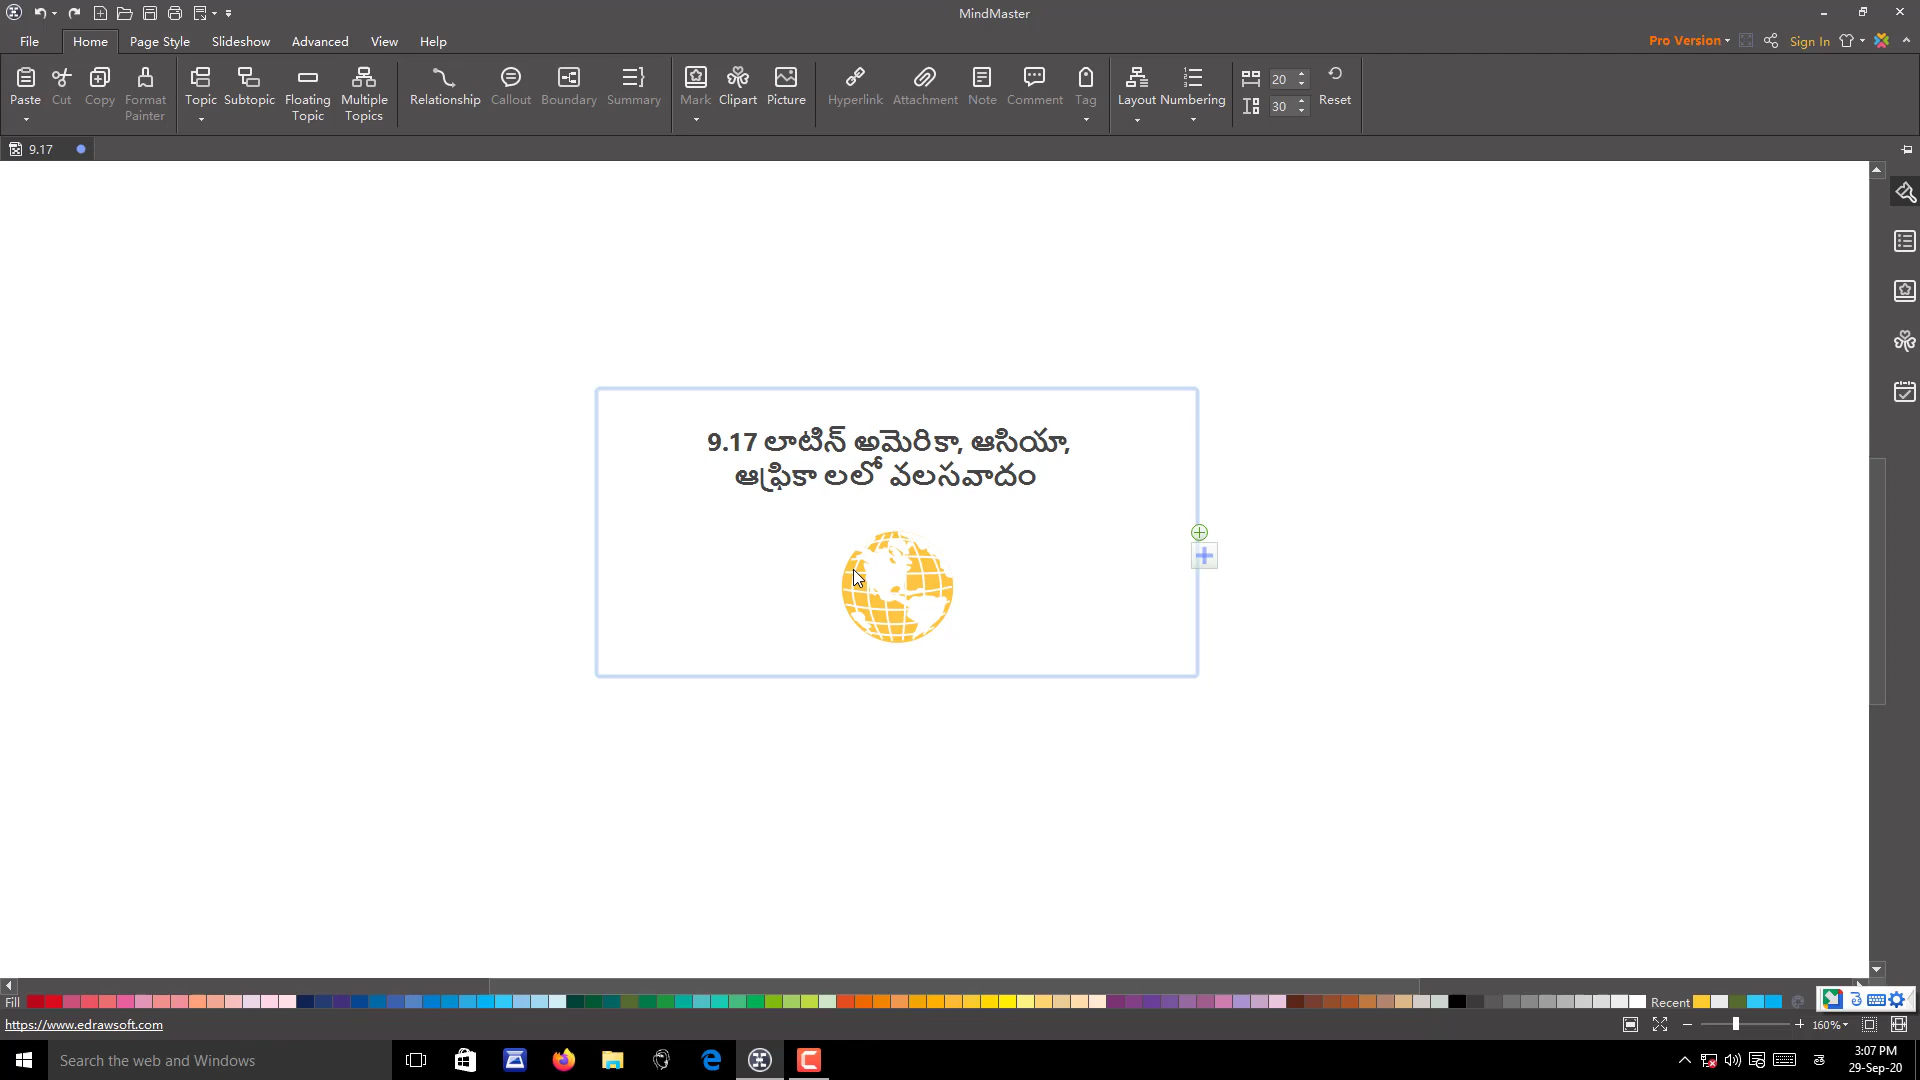 MindMaster
File Home Page Style Slideshow Advanced View Help
Pro Version Sign In
Paste Cut Copy Format Painter Topic Subtopic Floating Topic Multiple Topics Relationship Callout Boundary Summary Mark Clipart Picture Hyperlink Attachment Note Comment Tag Layout Numbering 20 30 Reset
9.17
9.17 లాటిన్ అమెరికా, ఆసియా,
ఆఫ్రికా లలో వలసవాదం
Fill Recent
https://www.edrawsoft.com 160%
Search the web and Windows
3:07 PM
29-Sep-20